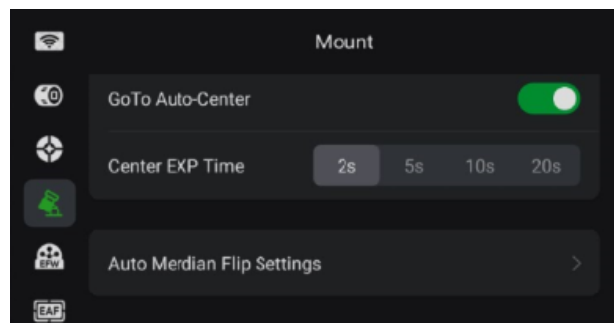 Mount
GoTo Auto-Center
Center EXP Time 2s 5s 10s 20s
Auto Merdian Flip Settings
EFW
EAF